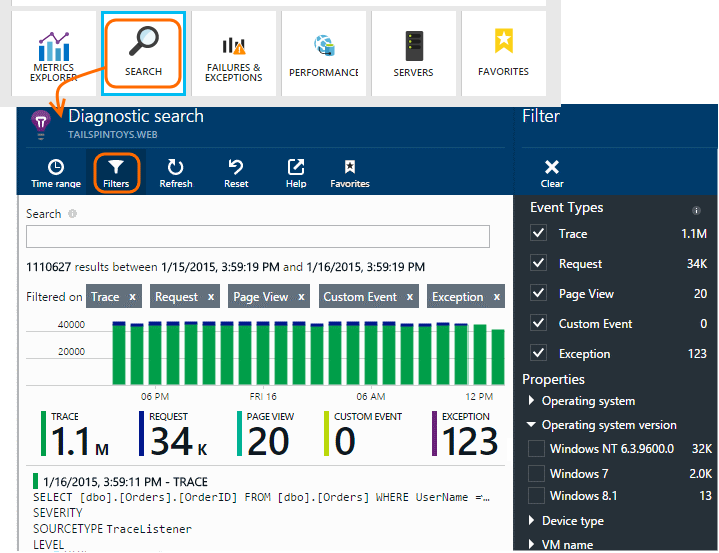 METRICS
EXPLORER
SEARCH
FAILURES &
EXCEPTIONS
PERFORMANCE
SERVERS
FAVORITES
Diagnostic search
TAILSPINTOYS.WEB
Time range
Filters
Refresh
Reset
Help
Favorites
Search
1110627 results between 1/15/2015, 3:59:19 PM and 1/16/2015, 3:59:19 PM
Filtered on Trace x Request x Page View x Custom Event x Exception x
40000
20000
06 PM FRI 16 06 AM 12 PM
TRACE
1.1 M
REQUEST
34 K
PAGE VIEW
20
CUSTOM EVENT
0
EXCEPTION
123
1/16/2015, 3:59:11 PM - TRACE
SELECT [dbo].[Orders].[OrderID] FROM [dbo].[Orders] WHERE UserName =...
SEVERITY
SOURCETYPE TraceListener
LEVEL
Filter
Clear
Event Types
Trace 1.1M
Request 34K
Page View 20
Custom Event 0
Exception 123
Properties
Operating system
Operating system version
Windows NT 6.3.9600.0 32K
Windows 7 2.0K
Windows 8.1 13
Device type
VM name